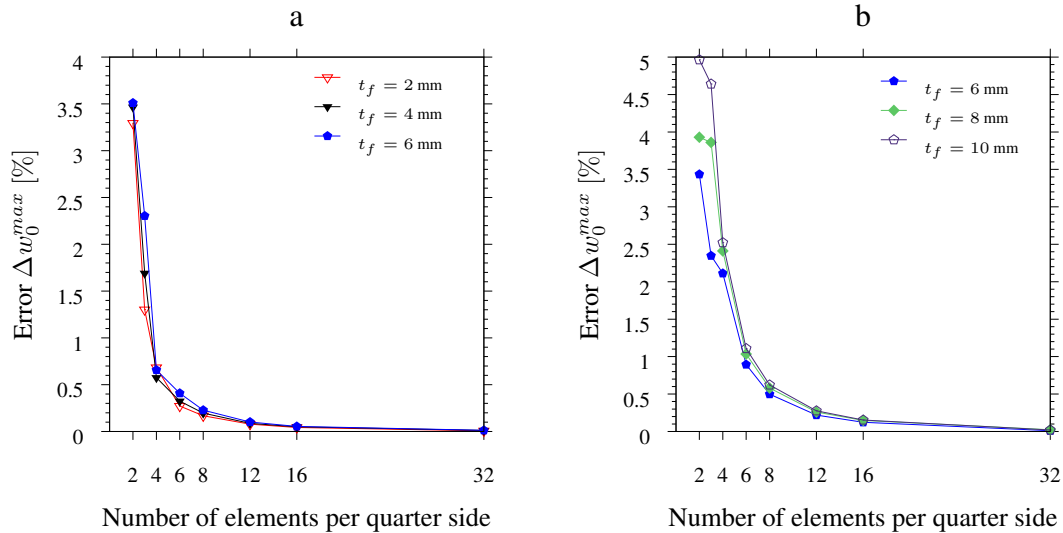 a
4
3.5
3
2.5
2
1.5
1
0.5
0
Error Δw_0^{max} [%]
t_f = 2 mm
t_f = 4 mm
t_f = 6 mm
2 4 6 8 12 16 32
Number of elements per quarter side
b
5
4.5
4
3.5
3
2.5
2
1.5
1
0.5
0
Error Δw_0^{max} [%]
t_f = 6 mm
t_f = 8 mm
t_f = 10 mm
2 4 6 8 12 16 32
Number of elements per quarter side